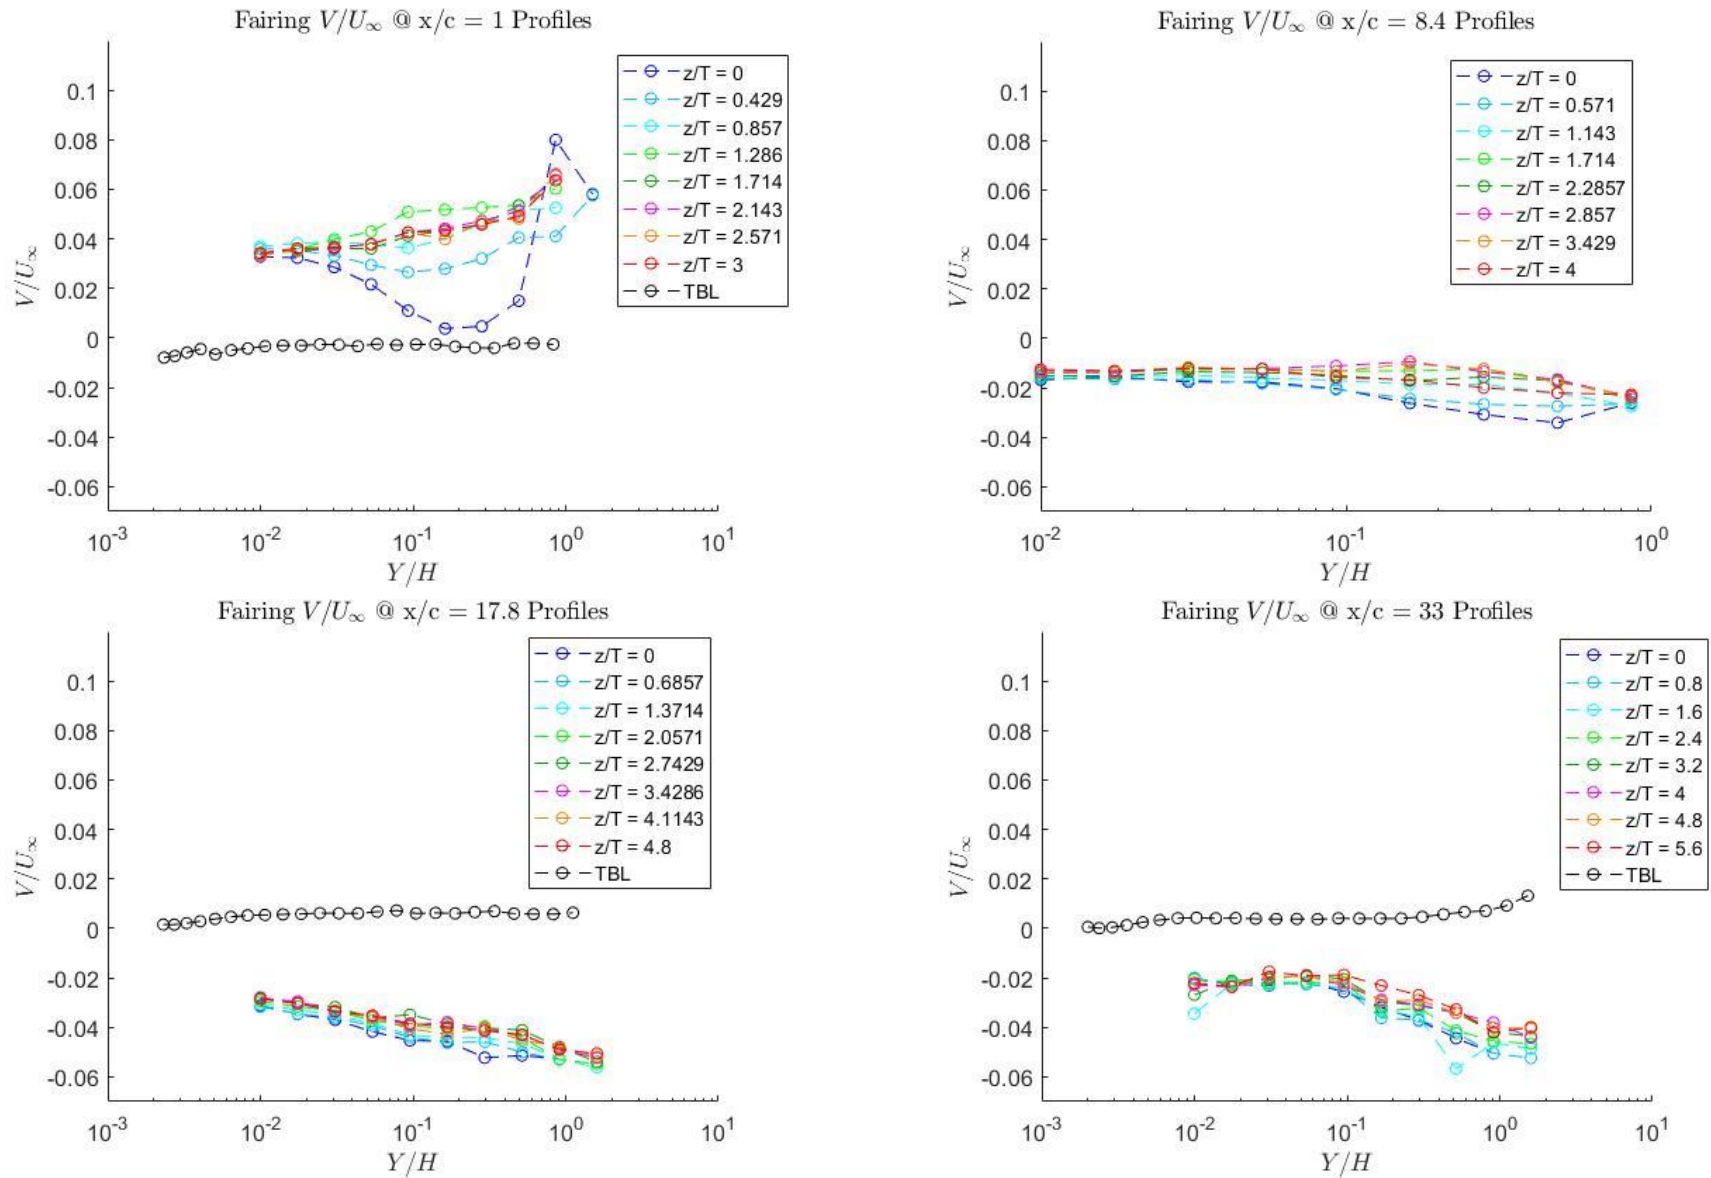 Fairing V/U∞ @ x/c = 1 Profiles
z/T = 0
z/T = 0.429
z/T = 0.857
z/T = 1.286
z/T = 1.714
z/T = 2.143
z/T = 2.571
z/T = 3
TBL
0.1
0.08
0.06
0.04
0.02
0
-0.02
-0.04
-0.06
V/U∞
10-3
10-2
10-1
100
101
Y/H
Fairing V/U∞ @ x/c = 8.4 Profiles
z/T = 0
z/T = 0.571
z/T = 1.143
z/T = 1.714
z/T = 2.2857
z/T = 2.857
z/T = 3.429
z/T = 4
0.1
0.08
0.06
0.04
0.02
0
-0.02
-0.04
-0.06
V/U∞
10-2
10-1
100
Y/H
Fairing V/U∞ @ x/c = 17.8 Profiles
z/T = 0
z/T = 0.6857
z/T = 1.3714
z/T = 2.0571
z/T = 2.7429
z/T = 3.4286
z/T = 4.1143
z/T = 4.8
TBL
0.1
0.08
0.06
0.04
0.02
0
-0.02
-0.04
-0.06
V/U∞
10-3
10-2
10-1
100
101
Y/H
Fairing V/U∞ @ x/c = 33 Profiles
z/T = 0
z/T = 0.8
z/T = 1.6
z/T = 2.4
z/T = 3.2
z/T = 4
z/T = 4.8
z/T = 5.6
TBL
0.1
0.08
0.06
0.04
0.02
0
-0.02
-0.04
-0.06
V/U∞
10-3
10-2
10-1
100
101
Y/H